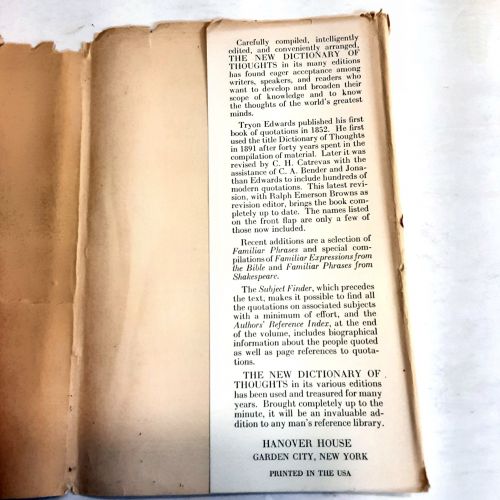 Carefully compiled, intelligently
edited, and conveniently arranged,
THE NEW DICTIONARY OF
THOUGHTS in its many editions
has found eager acceptance among
writers, speakers, and readers who
want to develop and broaden their
scope of knowledge and to know
the thoughts of the world's greatest
minds.
Tryon Edwards published his first
book of quotations in 1852. He first
used the title Dictionary of Thoughts
in 1891 after forty years spent in the
compilation of material. Later it was
revised by C. H. Catrevas with the
assistance of C. A. Bender and Jona-
than Edwards to include hundreds of
modern quotations. This latest revi-
sion, with Ralph Emerson Browns as
revision editor, brings the book com-
pletely up to date. The names listed
on the front flap are only a few of
those now included.
Recent additions are a selection of
Familiar Phrases and special com-
pilations of Familiar Expressions from
the Bible and Familiar Phrases from
Shakespeare.
The Subject Finder, which precedes
the text, makes it possible to find all
the quotations on associated subjects
with a minimum of effort, and the
Authors' Reference Index, at the end
of the volume, includes biographical
information about the people quoted
as well as page references to quota-
tions.
THE NEW DICTIONARY OF
THOUGHTS in its various editions
has been used and treasured for many
years. Brought completely up to the
minute, it will be an invaluable ad-
dition to any man's reference library.
HANOVER HOUSE
GARDEN CITY, NEW YORK
PRINTED IN THE USA